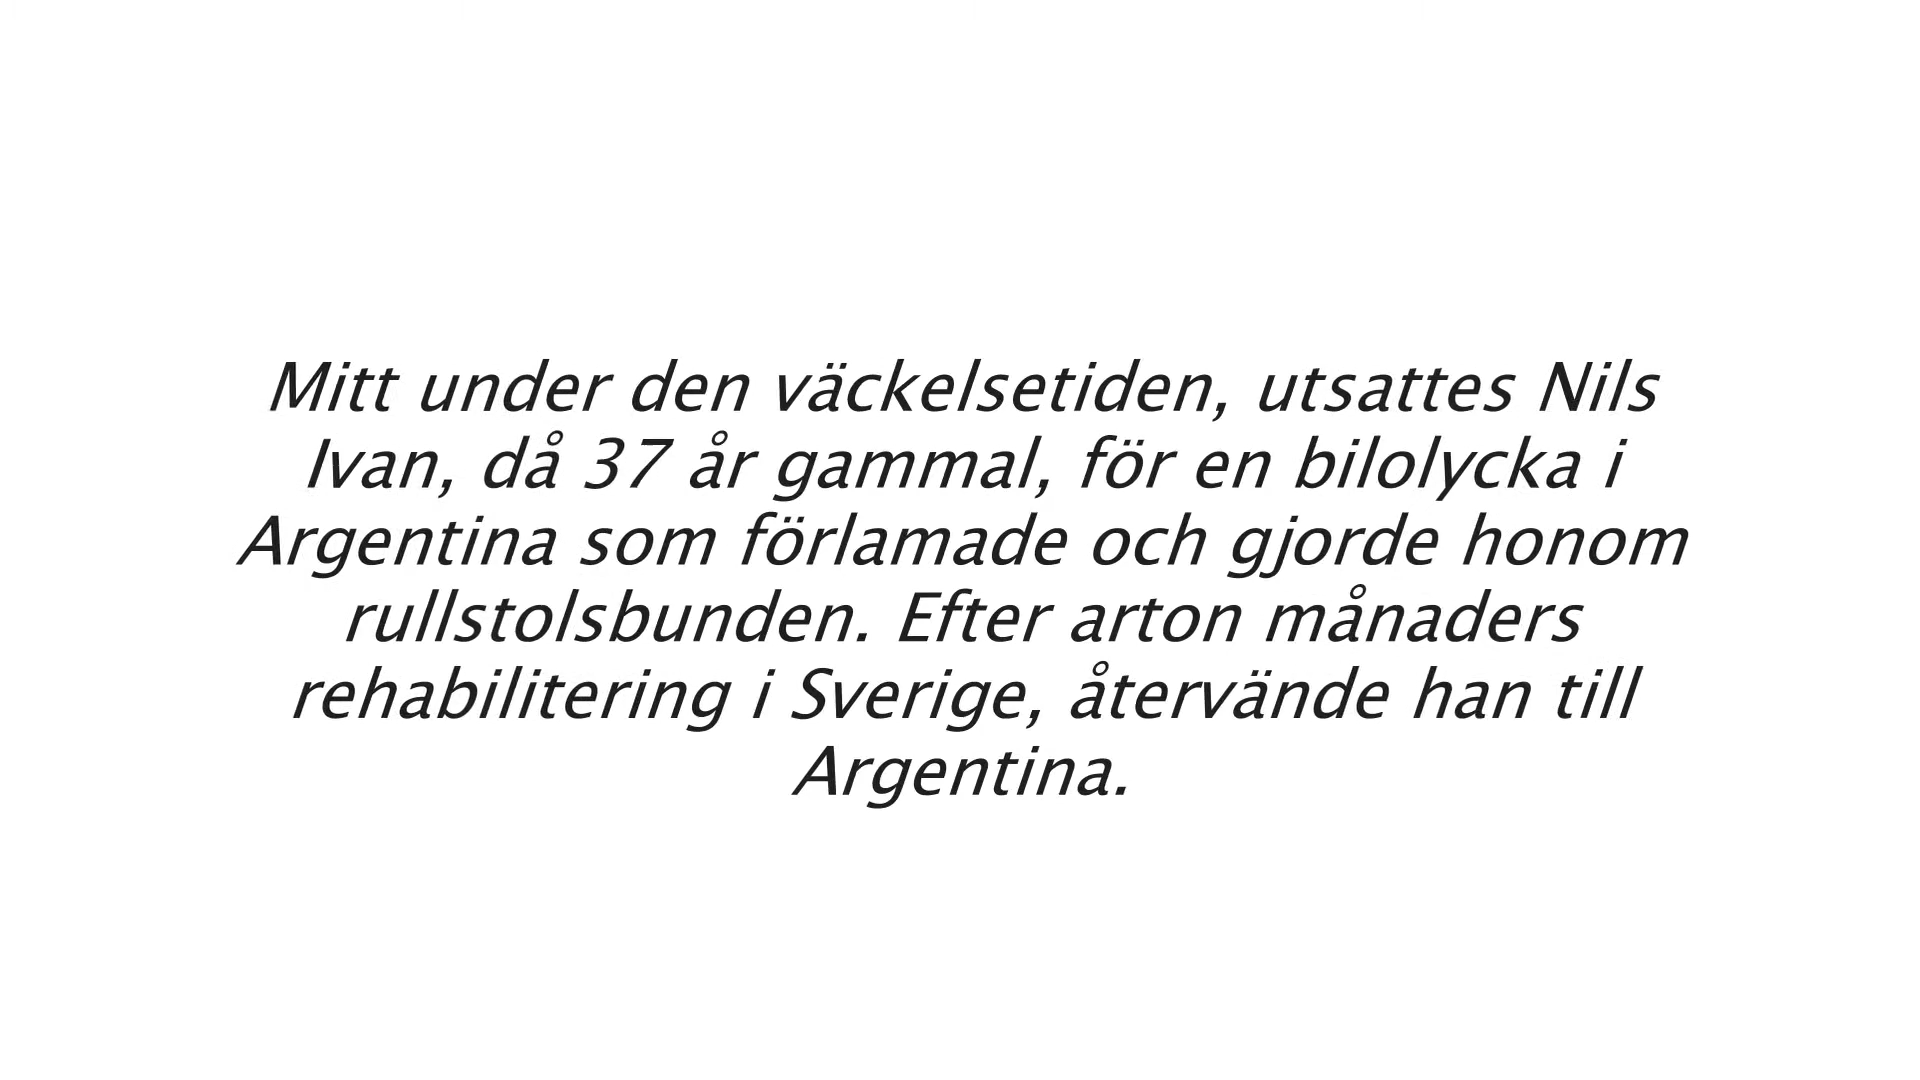 Mitt under den väckelsetiden, utsattes Nils
Ivan, då 37 år gammal, för en bilolycka i
Argentina som förlamade och gjorde honom
rullstolsbunden. Efter arton månaders
rehabilitering i Sverige, återvände han till
Argentina.